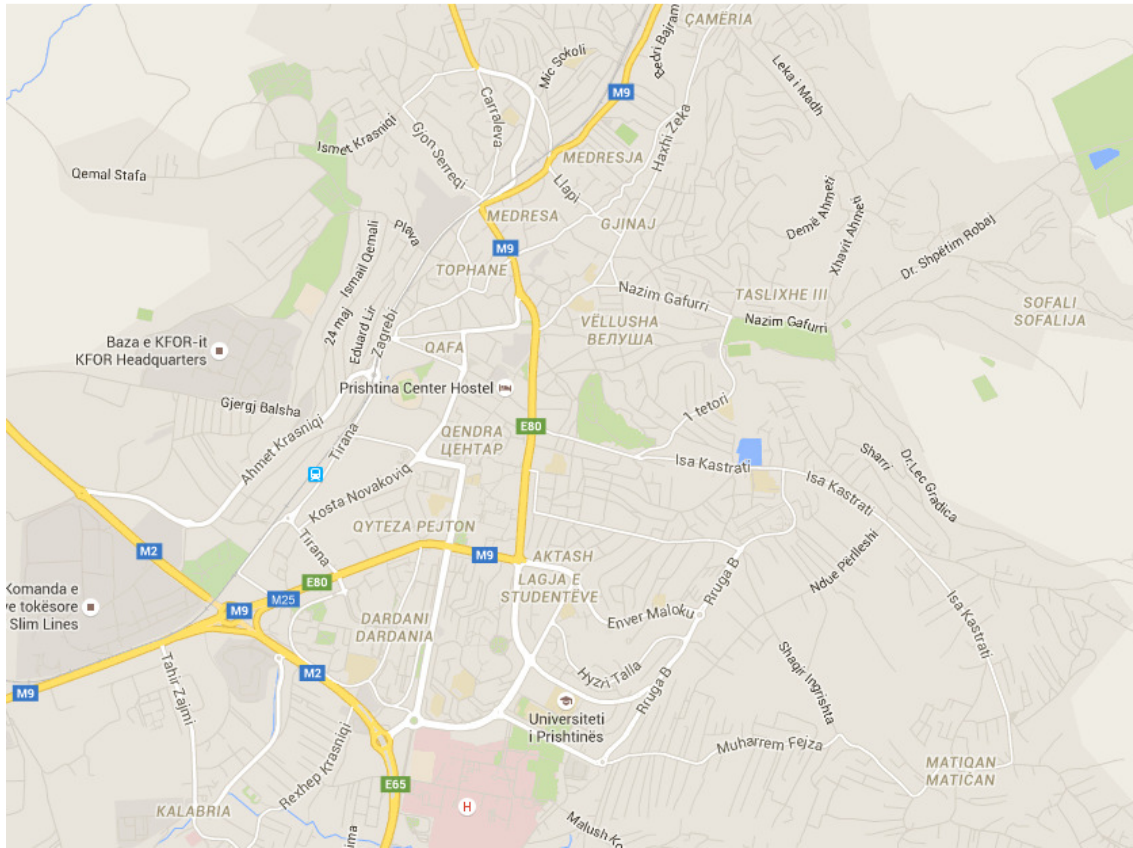 ÇAMËRIA
Bedri Bajram
Mic Sokoli
Leka i Madh
M9
Carraleva
Ismet Krasniqi
Gjon Serreqi
Haxhi Zeka
MEDRESJA
Qemal Stafa
Llapi
Demë Ahmeti
Xhavit Ahmeti
MEDRESA
GJINAJ
Plava
Dr. Shpëtim Robaj
M9
Ismail Qemali
TOPHANE
Nazim Gafurri
TASLIXHE III
SOFALI
SOFALIJA
24 maj
Eduard Lir
Zagrebi
VELLUSHA
ВЕЛУША
Nazim Gafurri
Baza e KFOR-it
KFOR Headquarters
QAFA
Prishtina Center Hostel
Gjergj Balsha
1 tetori
E80
QENDRA
ЦЕНТАР
Ahmet Krasniqi
Tirana
Isa Kastrati
Sharri
Dr.Lec Gradica
Isa Kastrati
Kosta Novakoviq
QYTEZA PEJTON
Tirana
M2
M9
AKTASH
Ndue Përlleshi
E80
LAGJA E
STUDENTËVE
Rruga B
Komanda e
ve tokësore
Slim Lines
M25
M9
Enver Maloku
Isa Kastrati
DARDANI
DARDANIA
Tahir Zajmi
M2
Hyzri Talla
Shaqir Ingrishta
M9
Rruga B
Universiteti
i Prishtinës
Muharrem Fejza
MATIQAN
MATIČAN
Rexhep Krasniqi
E65
H
KALABRIA
Malush Ko
ima